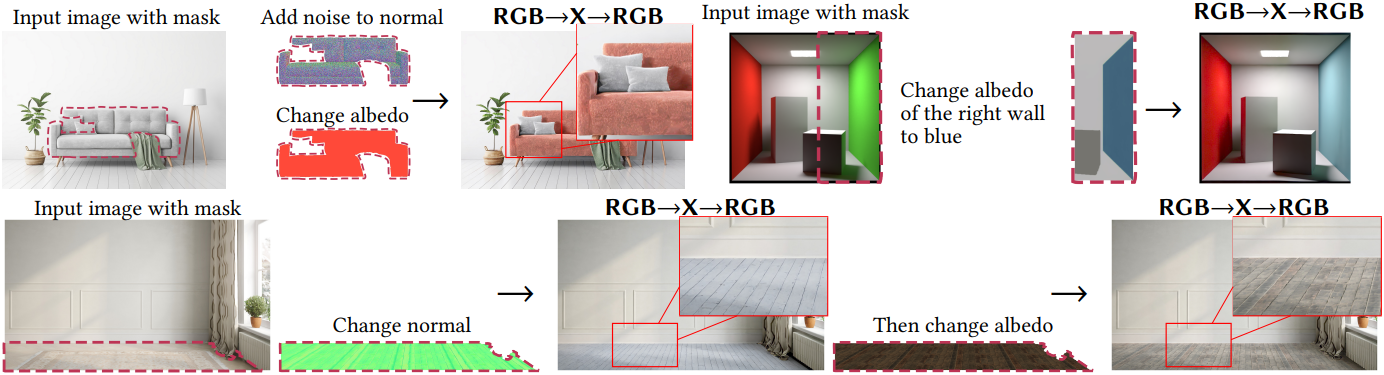 Input image with mask
Add noise to normal
RGB→X→RGB
Change albedo
Input image with mask
Change albedo
of the right wall
to blue
RGB→X→RGB
Input image with mask
Change normal
RGB→X→RGB
Then change albedo
RGB→X→RGB